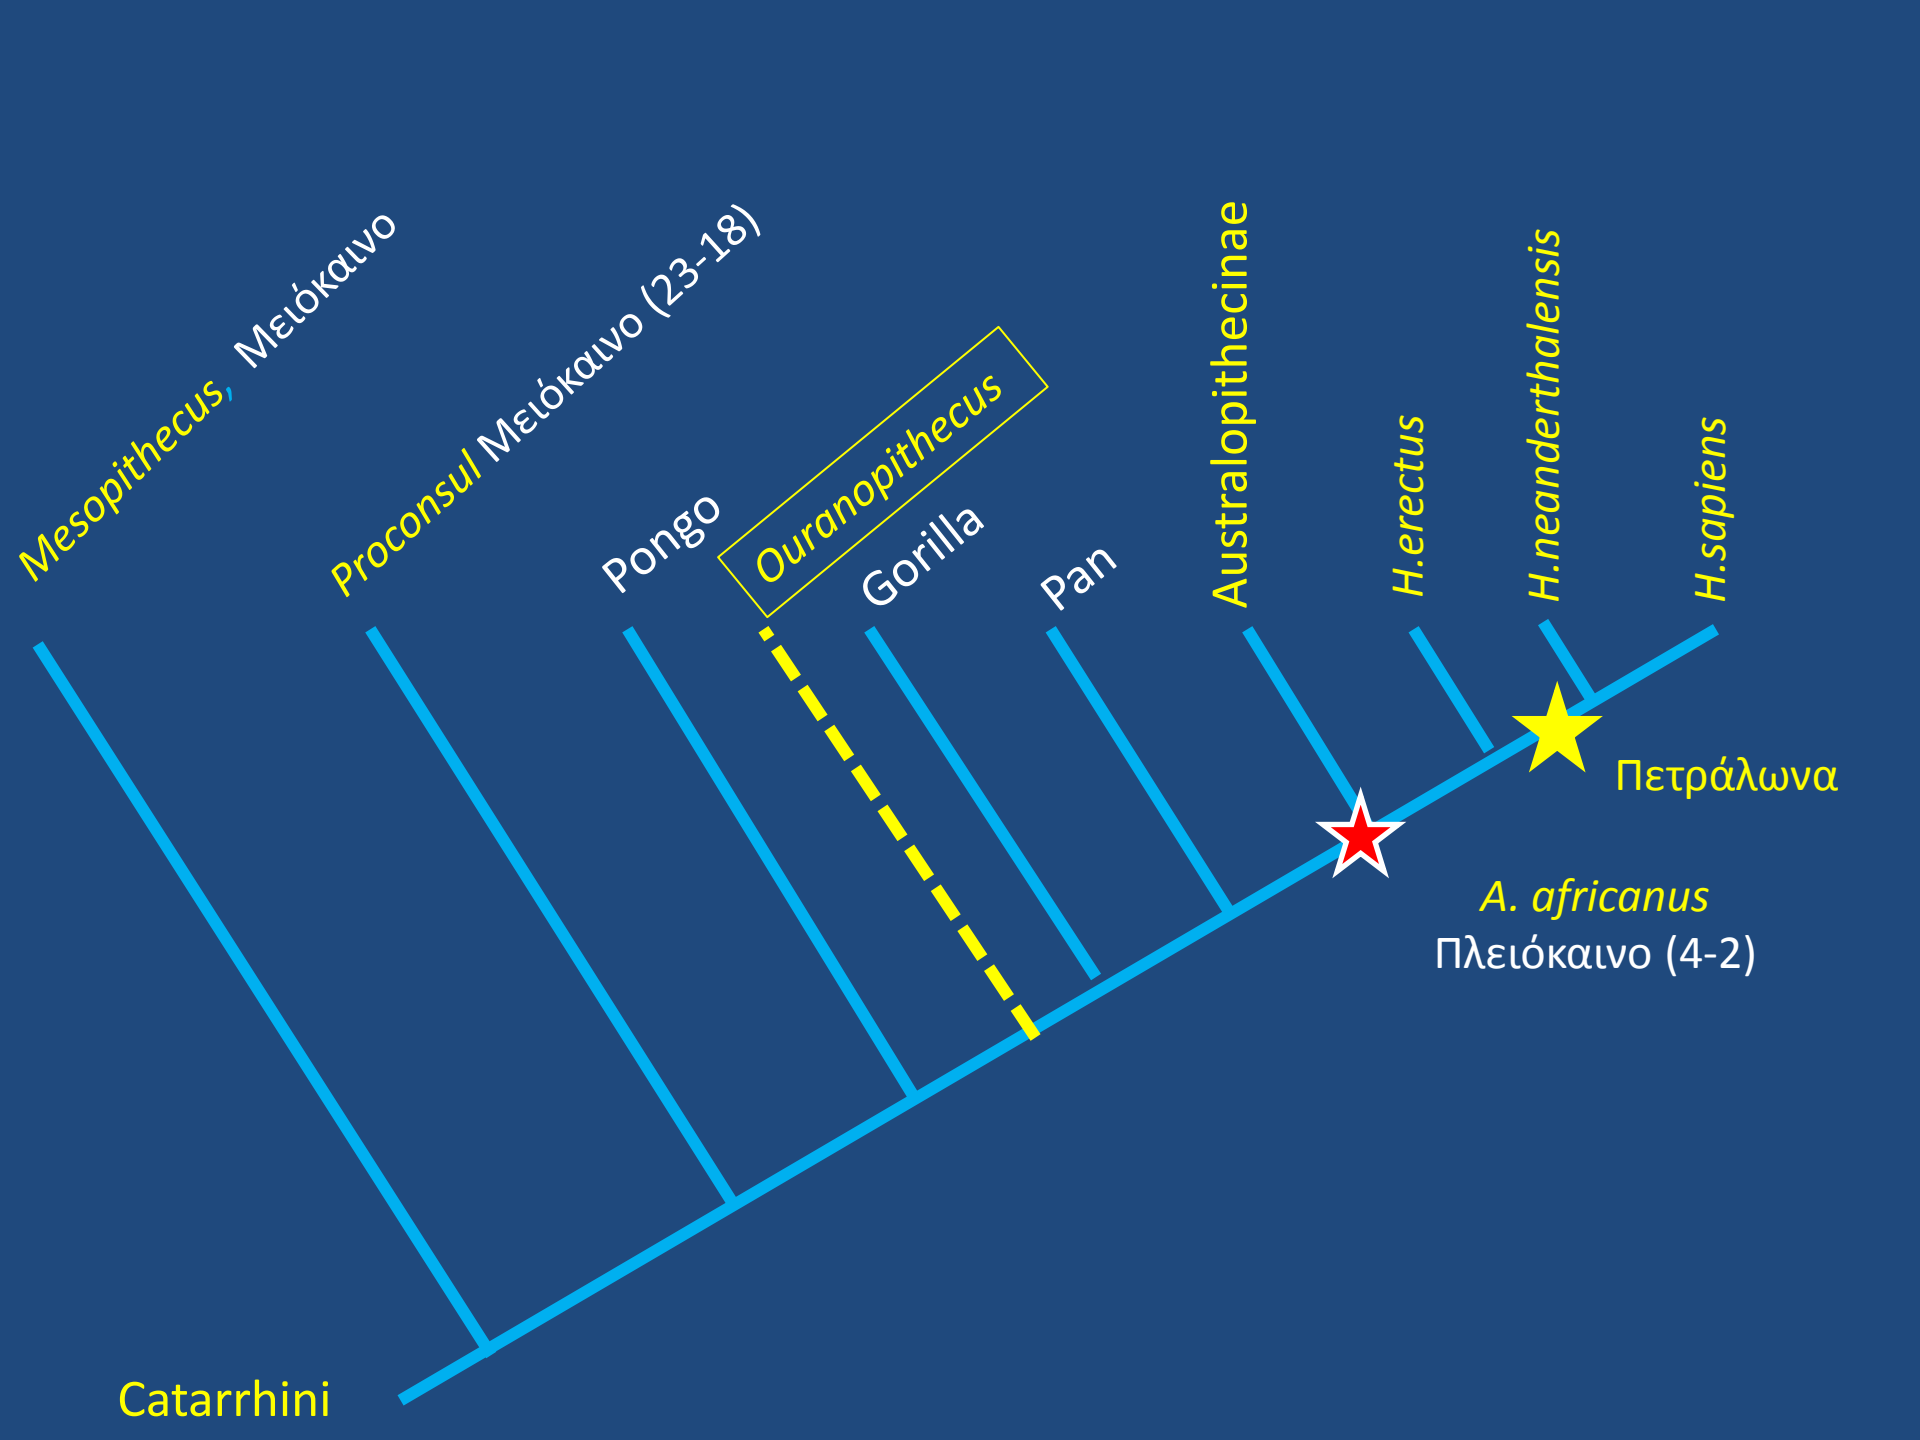 Mesopithecus, Μειόκαινο
Proconsul Μειόκαινο (23-18)
Pongo
Ouranopithecus
Gorilla
Pan
Australopithecinae
H.erectus
H.neanderthalensis
H.sapiens
Πετράλωνα
A. africanus
Πλειόκαινο (4-2)
Catarrhini